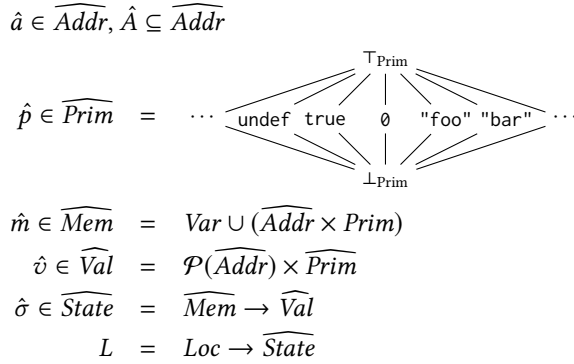 â ∈ Addr^, Â ⊆ Addr^
⊤Prim
p̂ ∈ Prim^ = ··· undef true 0 "foo" "bar" ···
⊥Prim
m̂ ∈ Mem^ = Var ∪ (Addr^ × Prim)
v̂ ∈ Val^ = 𝒫(Addr^) × Prim^
σ̂ ∈ State^ = Mem^ → Val^
L = Loc → State^